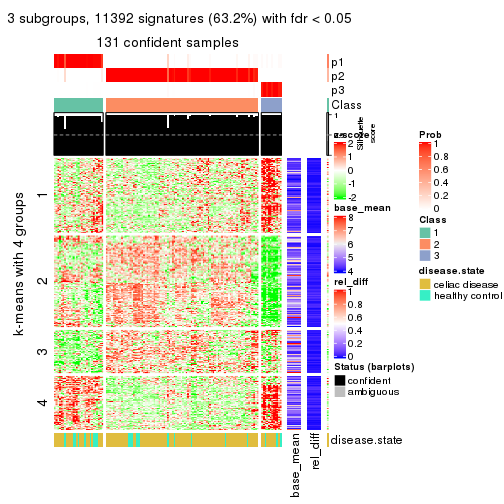 3 subgroups, 11392 signatures (63.2%) with fdr < 0.05
131 confident samples
p1
p2
p3
Class
1
Silhouette
score
k-means with 4 groups
1
2
3
4
z-score
2
1
0
-1
-2
base_mean
8
7
6
5
4
rel_diff
1
0.8
0.6
0.4
0.2
0
Status (barplots)
confident
ambiguous
Prob
1
0.8
0.6
0.4
0.2
0
Class
1
2
3
disease.state
celiac disease
healthy control
disease.state
base_mean
rel_diff